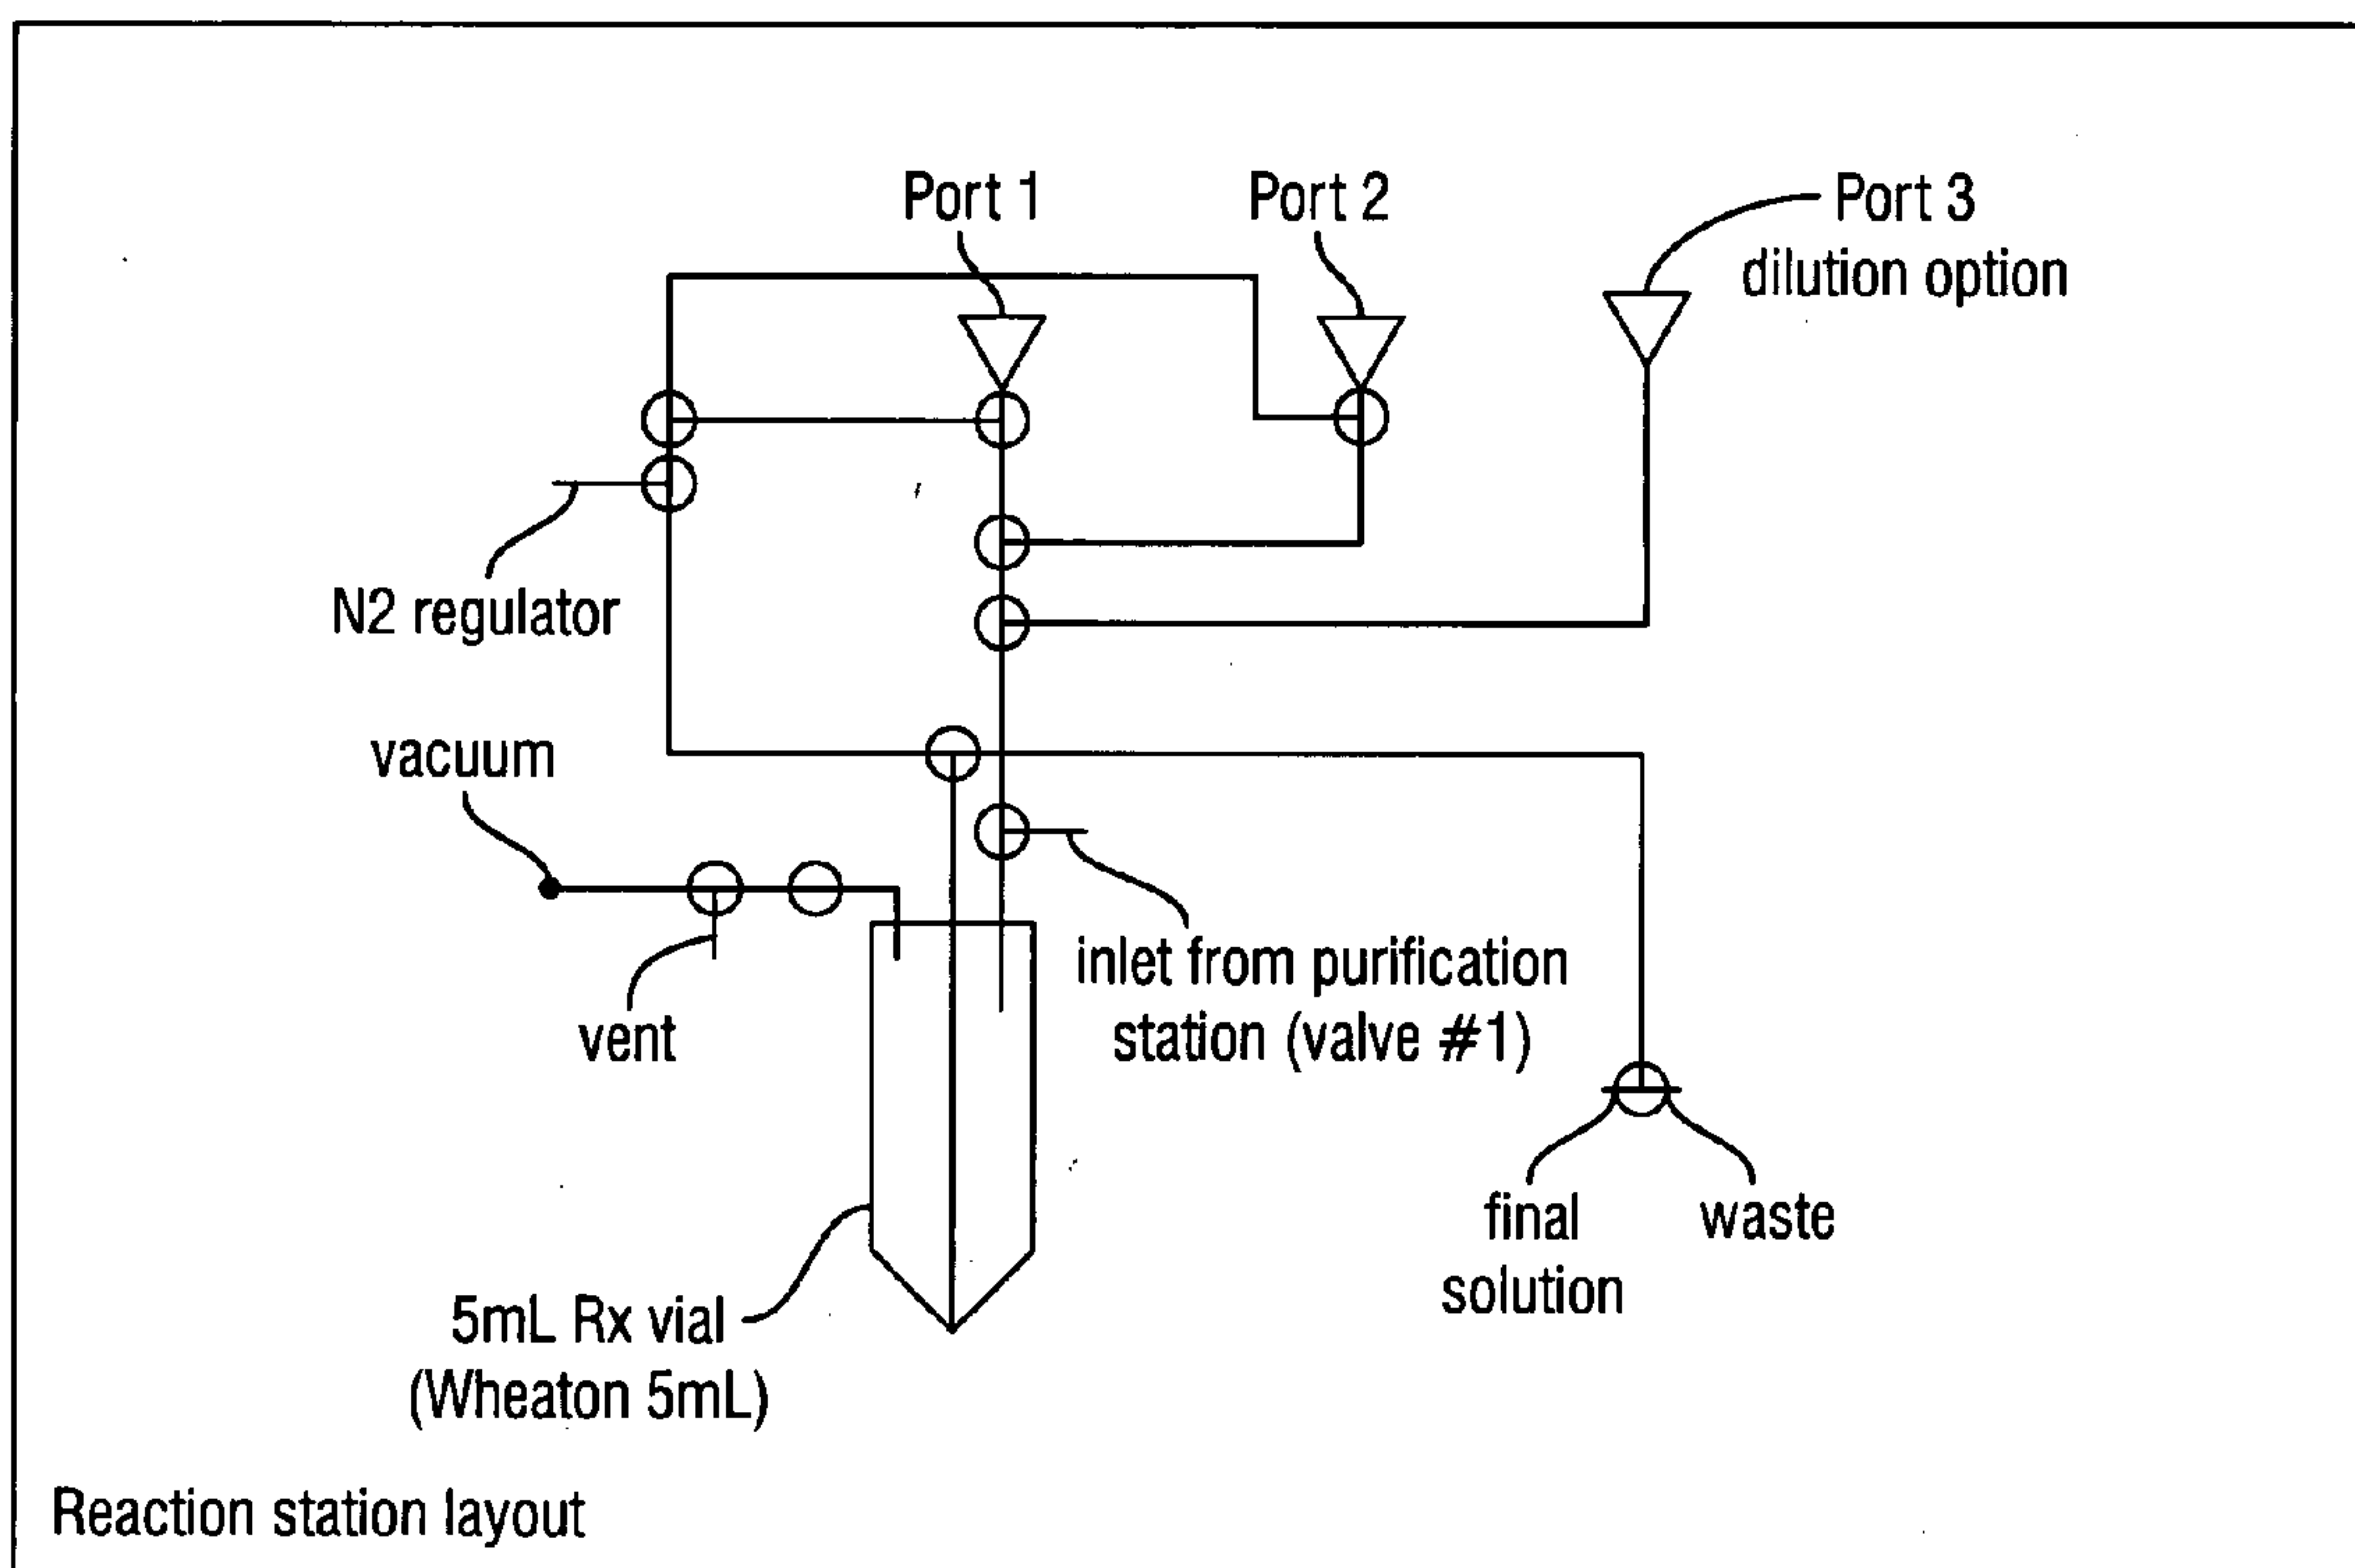 Port 1
Port 2
Port 3
dilution option
N2 regulator
vacuum
inlet from purification
station (valve #1)
vent
final
solution
waste
5mL Rx vial
(Wheaton 5mL)
Reaction station layout